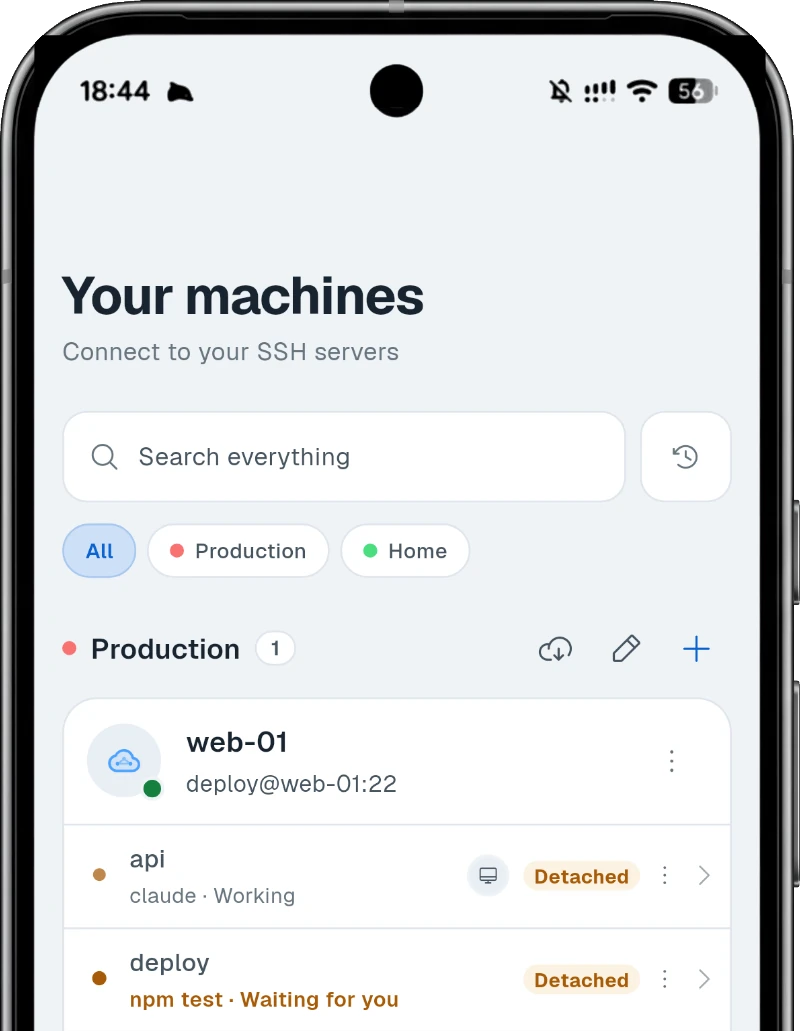 18:44
56
Your machines
Connect to your SSH servers
Search everything
All
Production
Home
Production
1
web-01
deploy@web-01:22
api
claude · Working
Detached
deploy
npm test · Waiting for you
Detached